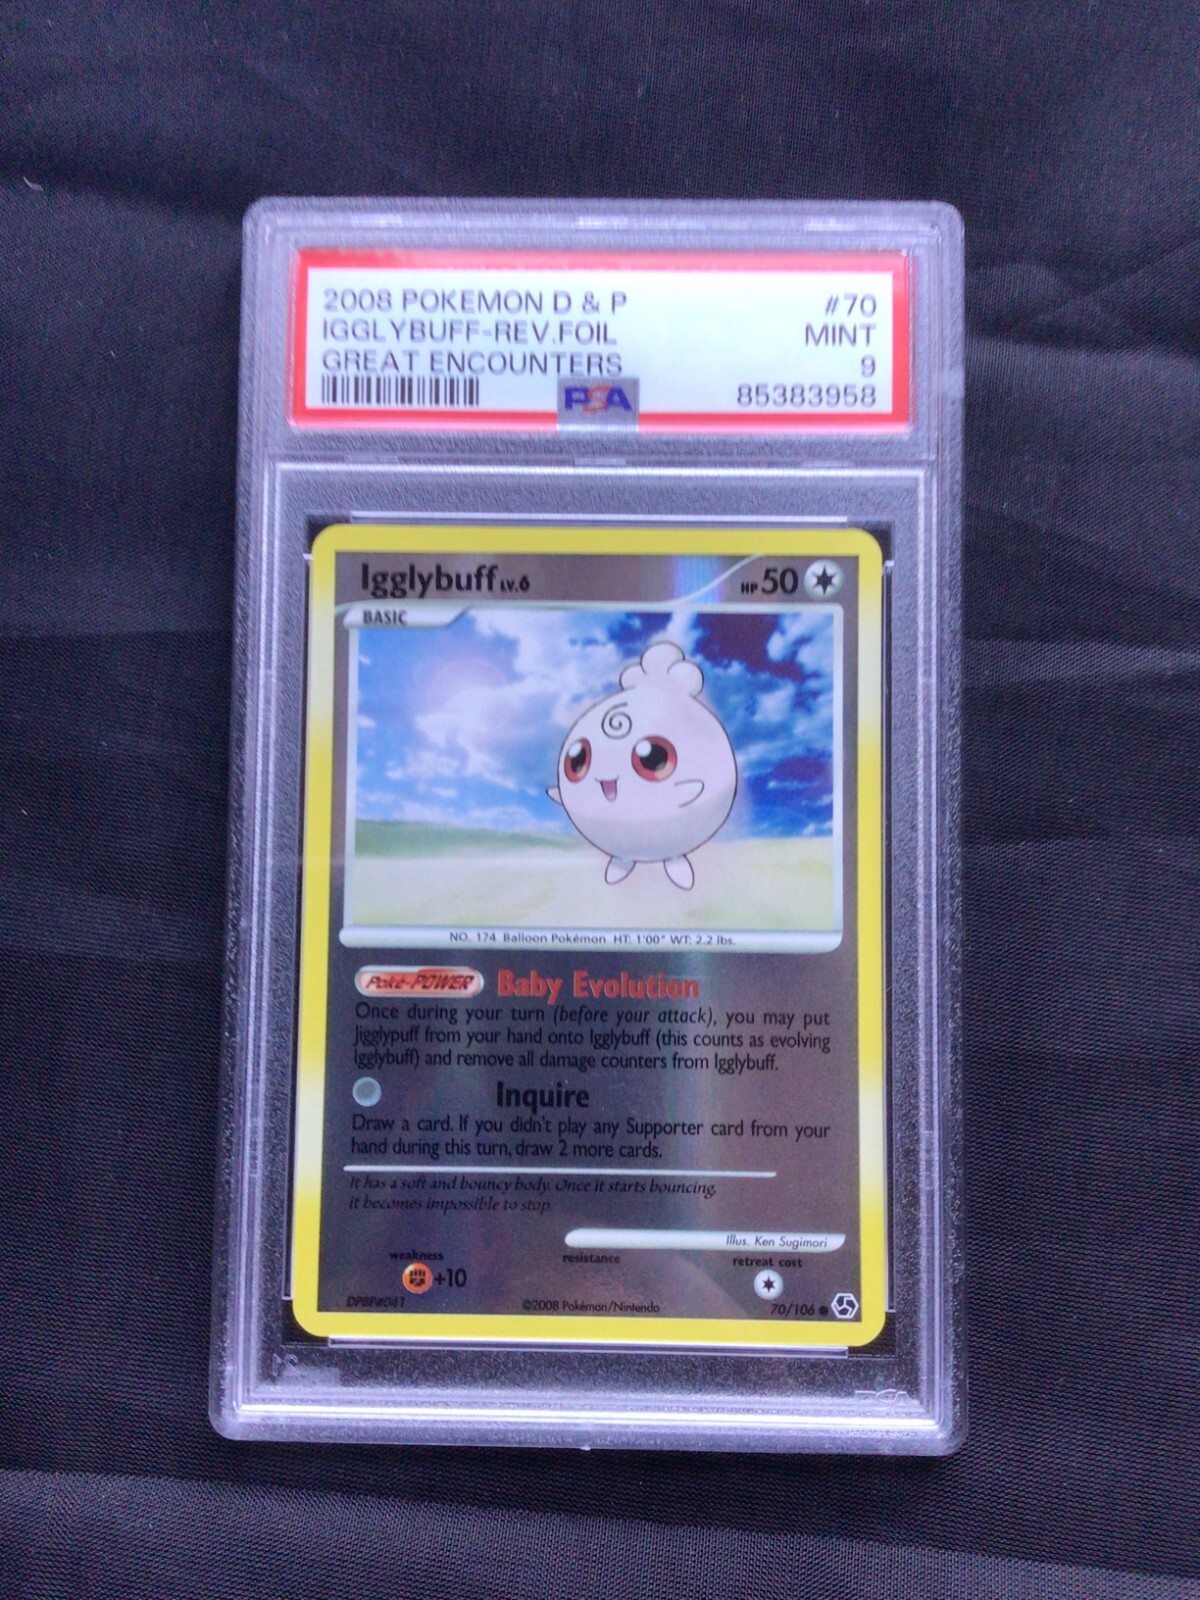 2008 POKEMON D & P #70
IGGLYBUFF-REV.FOIL MINT
GREAT ENCOUNTERS 9
PSA 85383958
Igglybuff LV.6 HP 50
BASIC
NO. 174 Balloon Pokémon HT: 1'00" WT: 2.2 lbs.
Poké-POWER Baby Evolution
Once during your turn (before your attack), you may put
Jigglypuff from your hand onto Igglybuff (this counts as evolving
Igglybuff) and remove all damage counters from Igglybuff.
Inquire
Draw a card. If you didn't play any Supporter card from your
hand during this turn, draw 2 more cards.
It has a soft and bouncy body. Once it starts bouncing,
it becomes impossible to stop.
Illus. Ken Sugimori
weakness resistance retreat cost
+10
DPBP#041 ©2008 Pokémon/Nintendo 70/106